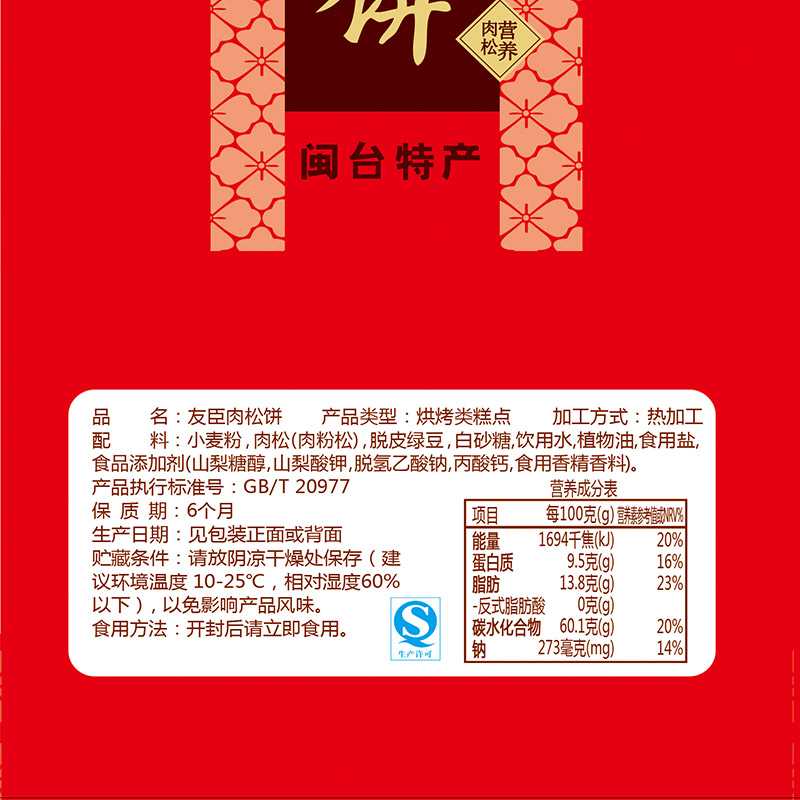 饼
营养
肉松
闽台特产
品 名：友臣肉松饼 产品类型：烘烤类糕点 加工方式：热加工
配 料：小麦粉,肉松(肉粉松),脱皮绿豆,白砂糖,饮用水,植物油,食用盐,
食品添加剂(山梨糖醇,山梨酸钾,脱氢乙酸钠,丙酸钙,食用香精香料)。
产品执行标准号：GB/T 20977
保 质 期：6个月
生产日期：见包装正面或背面
贮藏条件：请放阴凉干燥处保存（建
议环境温度 10-25℃，相对湿度60%
以下），以免影响产品风味。
食用方法：开封后请立即食用。
生产许可
营养成分表
项目 每100克(g) 营养素参考值或NRV%
能量 1694千焦(kJ) 20%
蛋白质 9.5克(g) 16%
脂肪 13.8克(g) 23%
-反式脂肪酸 0克(g)
碳水化合物 60.1克(g) 20%
钠 273毫克(mg) 14%